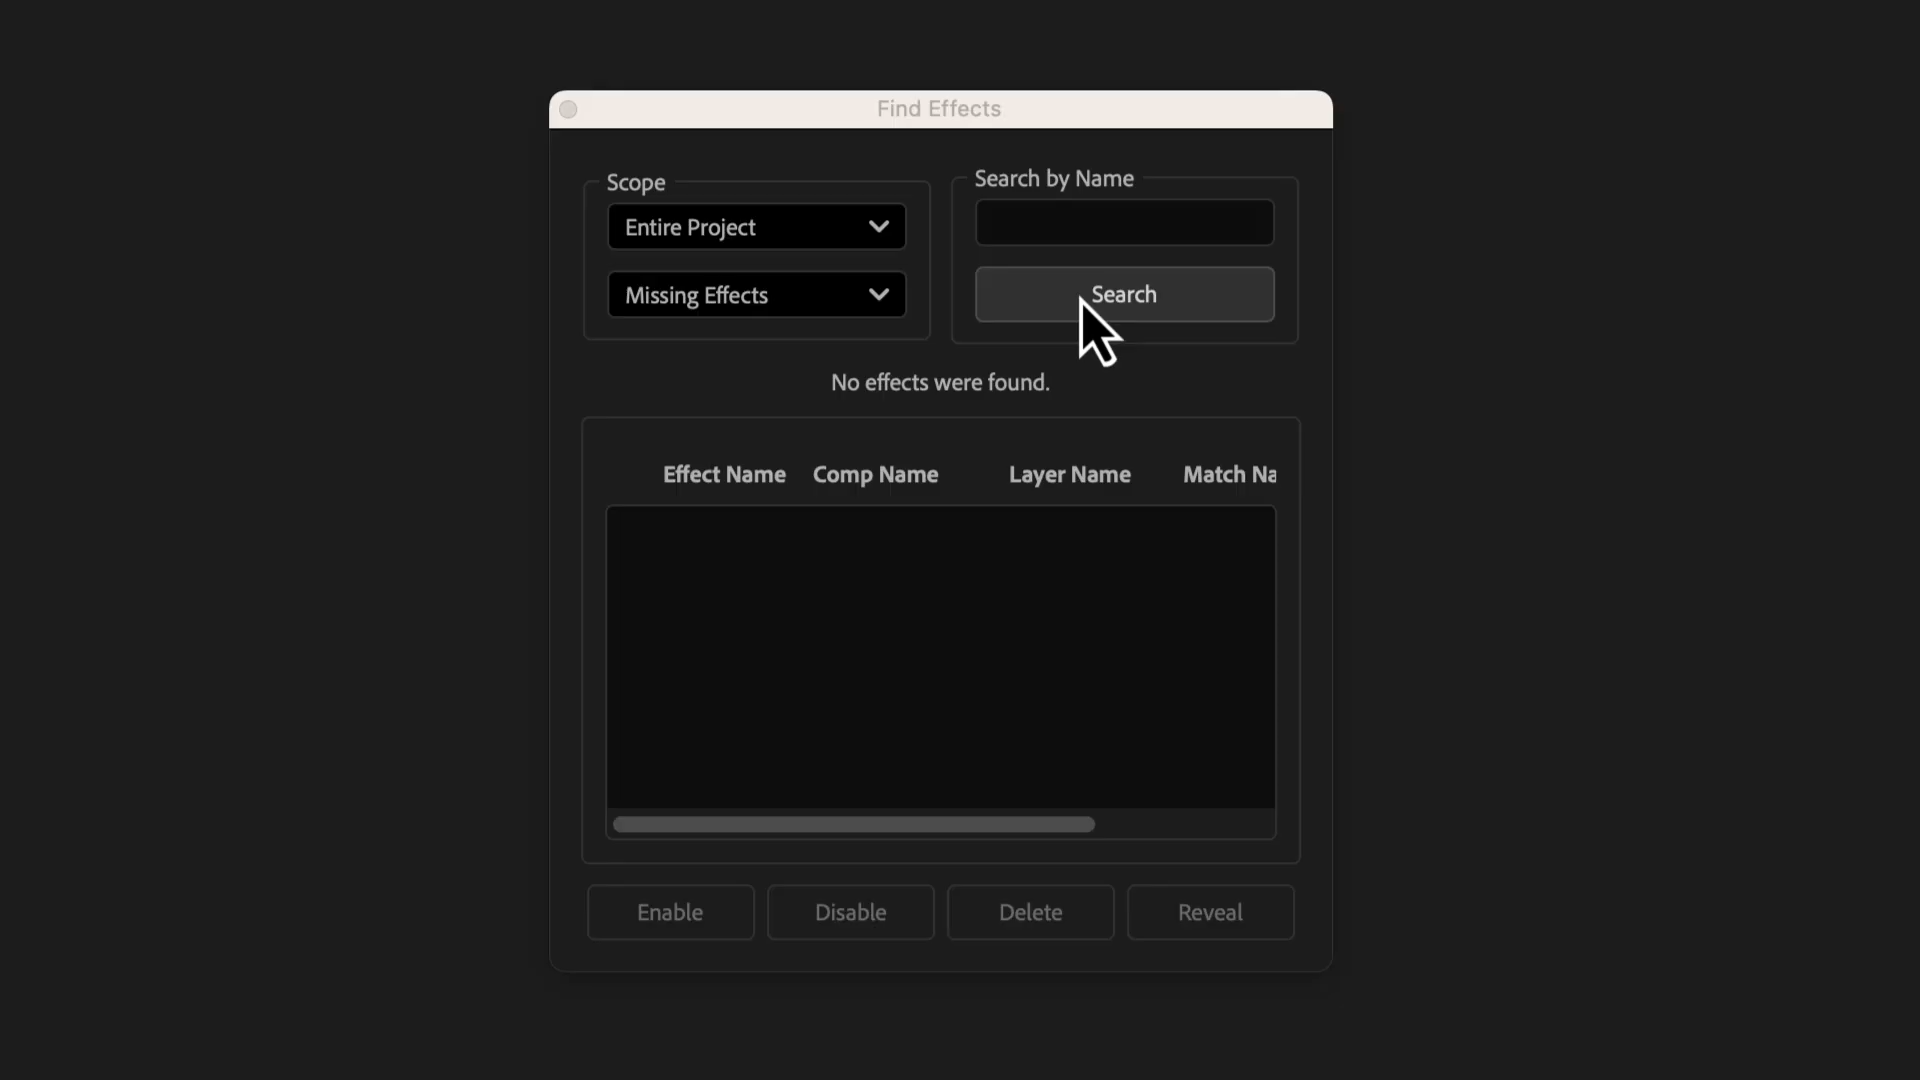 Find Effects
Scope
Entire Project
Missing Effects
Search by Name
Search
No effects were found.
Effect Name Comp Name Layer Name Match Na
Enable Disable Delete Reveal